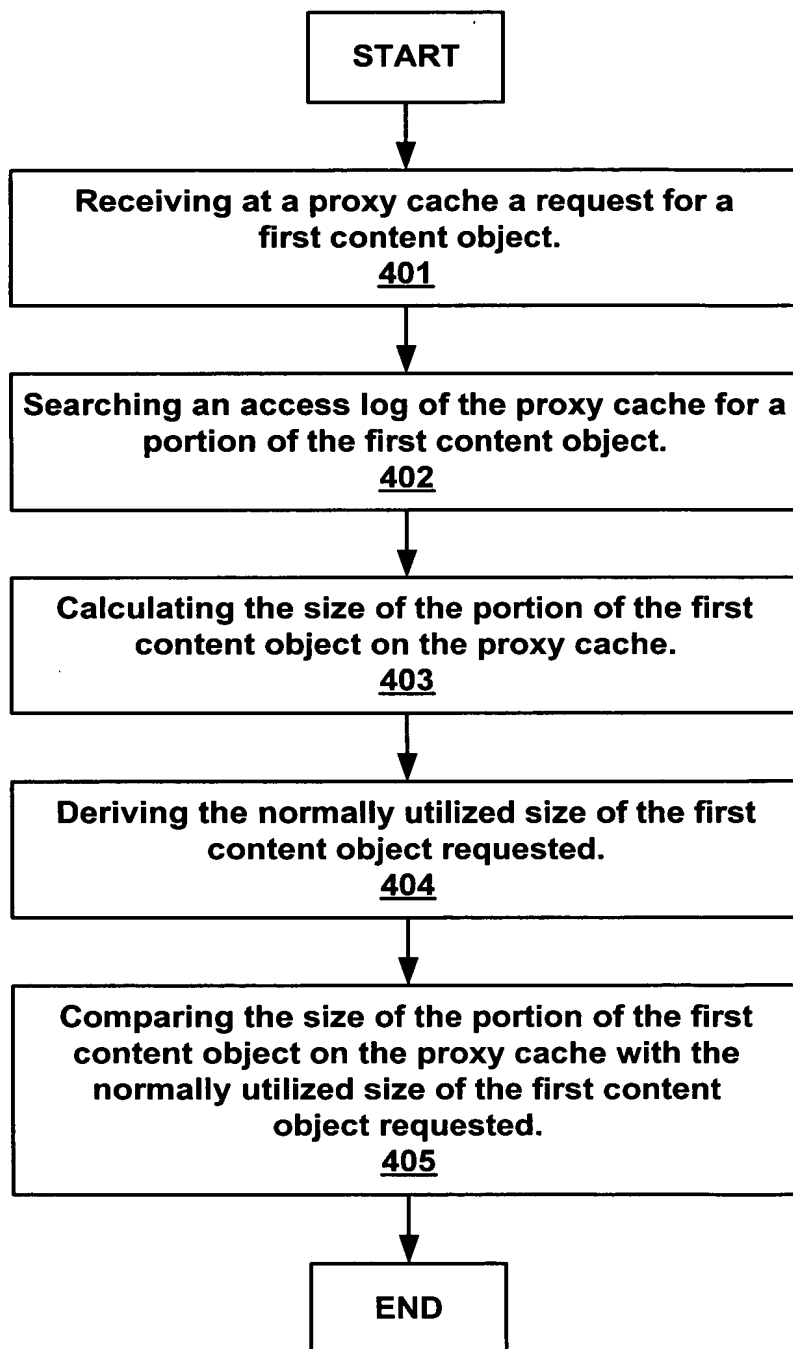 START
Receiving at a proxy cache a request for a
first content object.
401
Searching an access log of the proxy cache for a
portion of the first content object.
402
Calculating the size of the portion of the first
content object on the proxy cache.
403
Deriving the normally utilized size of the first
content object requested.
404
Comparing the size of the portion of the first
content object on the proxy cache with the
normally utilized size of the first content
object requested.
405
END